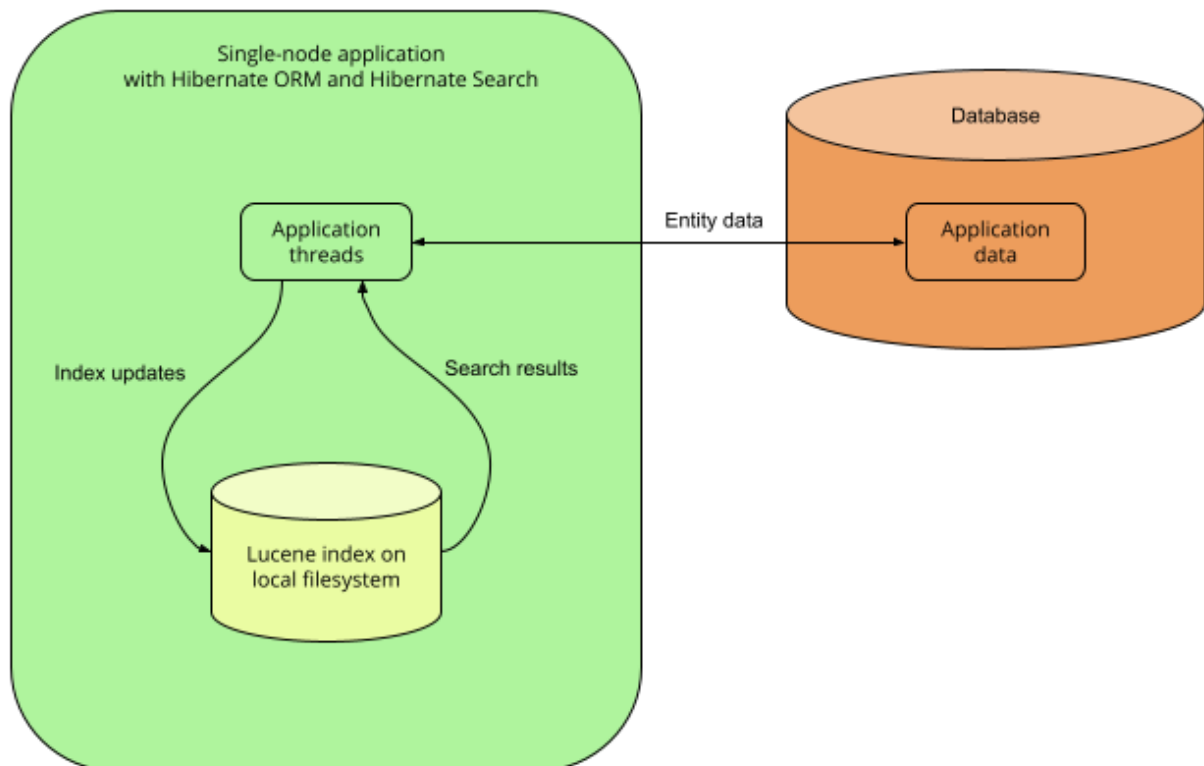 Single-node application
with Hibernate ORM and Hibernate Search
Database
Application
threads
Entity data
Application
data
Index updates
Search results
Lucene index on
local filesystem